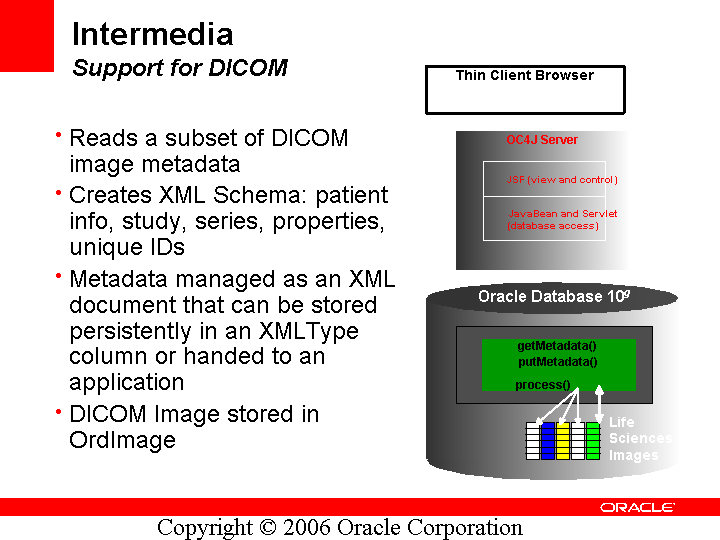 Intermedia
Support for DICOM
• Reads a subset of DICOM
image metadata
• Creates XML Schema: patient
info, study, series, properties,
unique IDs
• Metadata managed as an XML
document that can be stored
persistently in an XMLType
column or handed to an
application
• DICOM Image stored in
OrdImage
Thin Client Browser
OC4J Server
JSF (view and control)
JavaBean and Servlet
(database access)
Oracle Database 10g
getMetadata()
putMetadata()
process()
Life
Sciences
Images
ORACLE
Copyright © 2006 Oracle Corporation